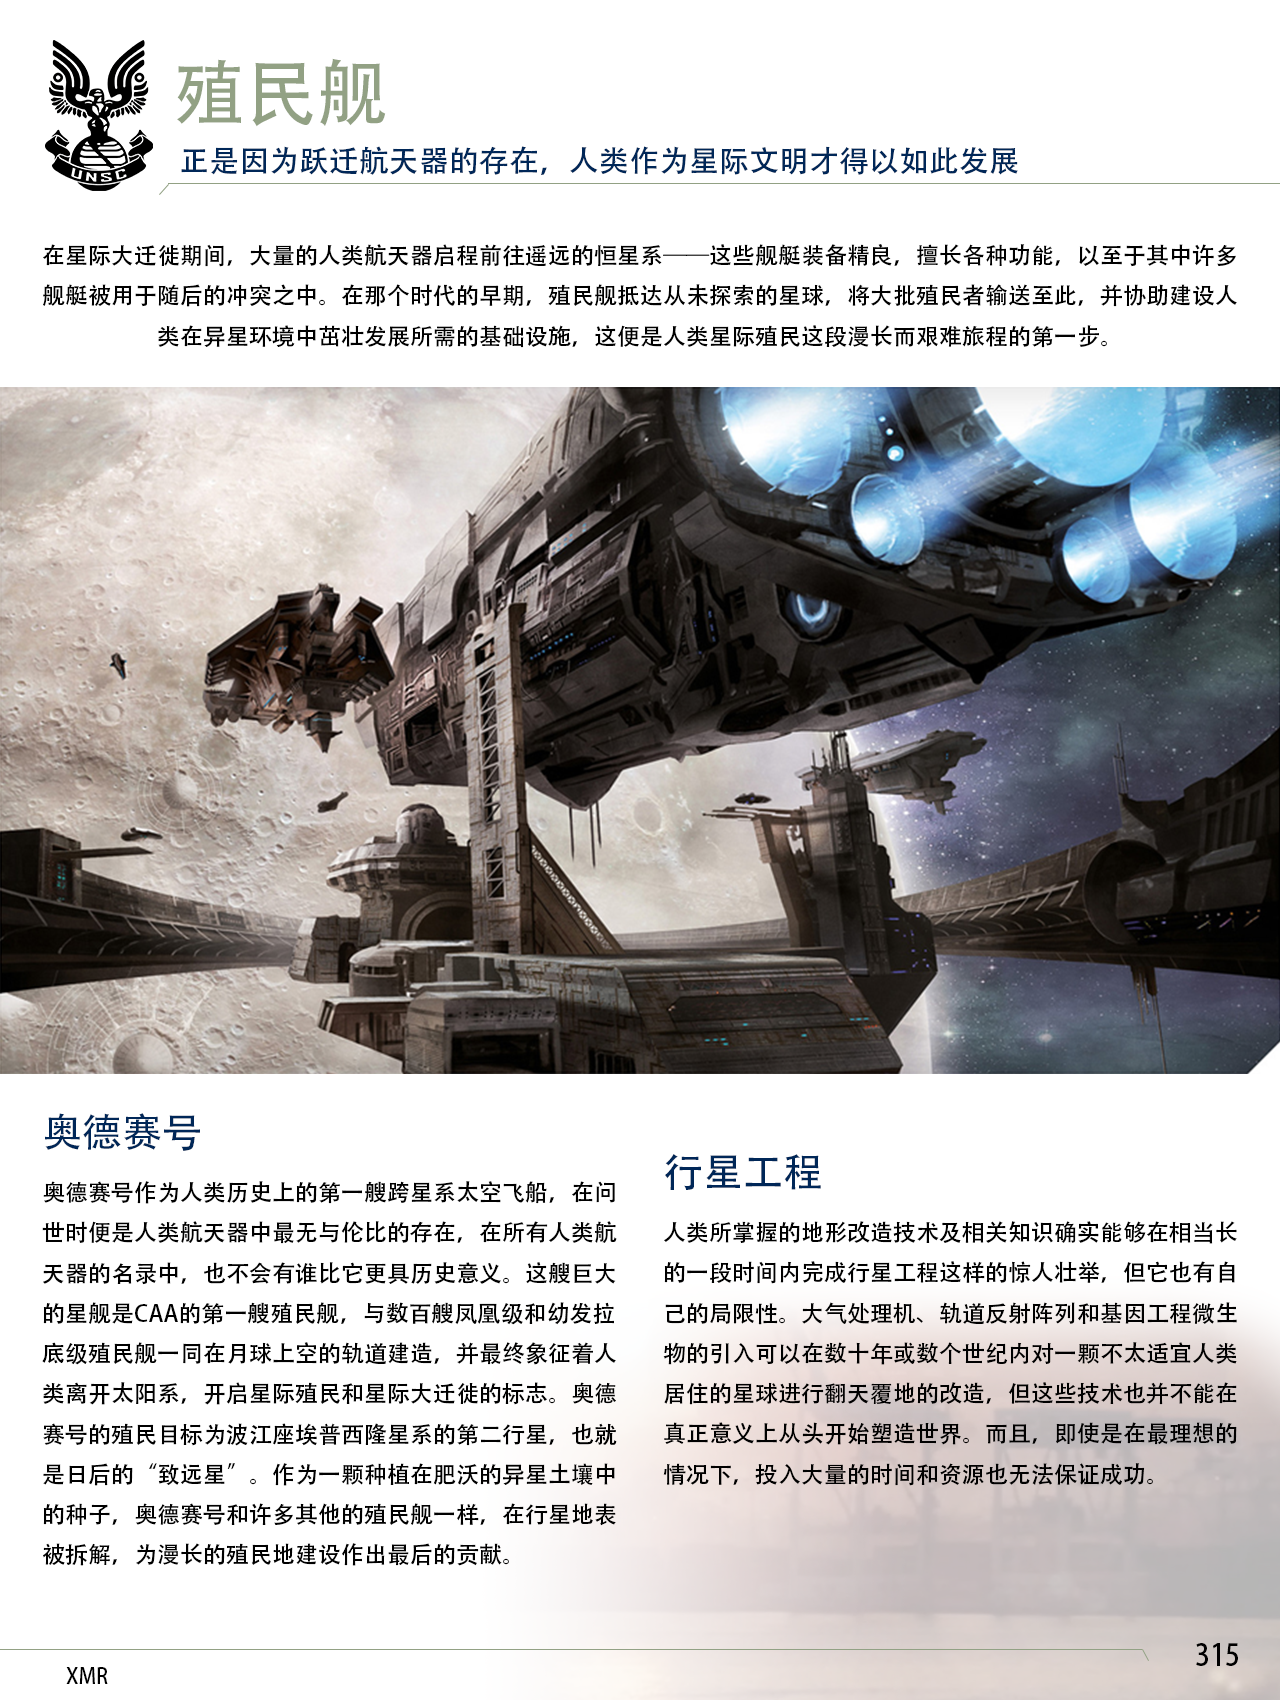 殖民舰
UNSC
正是因为跃迁航天器的存在，人类作为星际文明才得以如此发展
在星际大迁徙期间，大量的人类航天器启程前往遥远的恒星系——这些舰艇装备精良，擅长各种功能，以至于其中许多
舰艇被用于随后的冲突之中。在那个时代的早期，殖民舰抵达从未探索的星球，将大批殖民者输送至此，并协助建设人
类在异星环境中茁壮发展所需的基础设施，这便是人类星际殖民这段漫长而艰难旅程的第一步。
奥德赛号
奥德赛号作为人类历史上的第一艘跨星系太空飞船，在问
世时便是人类航天器中最无与伦比的存在，在所有人类航
天器的名录中，也不会有谁比它更具历史意义。这艘巨大
的星舰是CAA的第一艘殖民舰，与数百艘凤凰级和幼发拉
底级殖民舰一同在月球上空的轨道建造，并最终象征着人
类离开太阳系，开启星际殖民和星际大迁徙的标志。奥德
赛号的殖民目标为波江座埃普西隆星系的第二行星，也就
是日后的“致远星”。作为一颗种植在肥沃的异星土壤中
的种子，奥德赛号和许多其他的殖民舰一样，在行星地表
被拆解，为漫长的殖民地建设作出最后的贡献。
行星工程
人类所掌握的地形改造技术及相关知识确实能够在相当长
的一段时间内完成行星工程这样的惊人壮举，但它也有自
己的局限性。大气处理机、轨道反射阵列和基因工程微生
物的引入可以在数十年或数个世纪内对一颗不太适宜人类
居住的星球进行翻天覆地的改造，但这些技术也并不能在
真正意义上从头开始塑造世界。而且，即使是在最理想的
情况下，投入大量的时间和资源也无法保证成功。
XMR
315